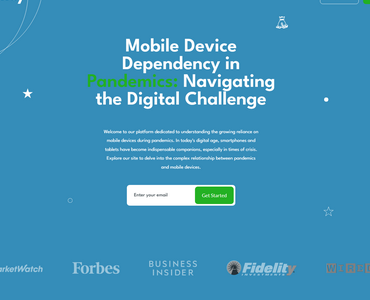 Mobile Device
Dependency in
Pandemics: Navigating
the Digital Challenge
Welcome to our platform dedicated to understanding the growing reliance on
mobile devices during pandemics. In today's digital age, smartphones and
tablets have become indispensable companions, especially in times of crisis.
Explore our site to delve into the complex relationship between pandemics
and mobile devices.
Enter your email
Get Started
arketWatch
Forbes
BUSINESS
INSIDER
Fidelity
INVESTMENTS
WIRE